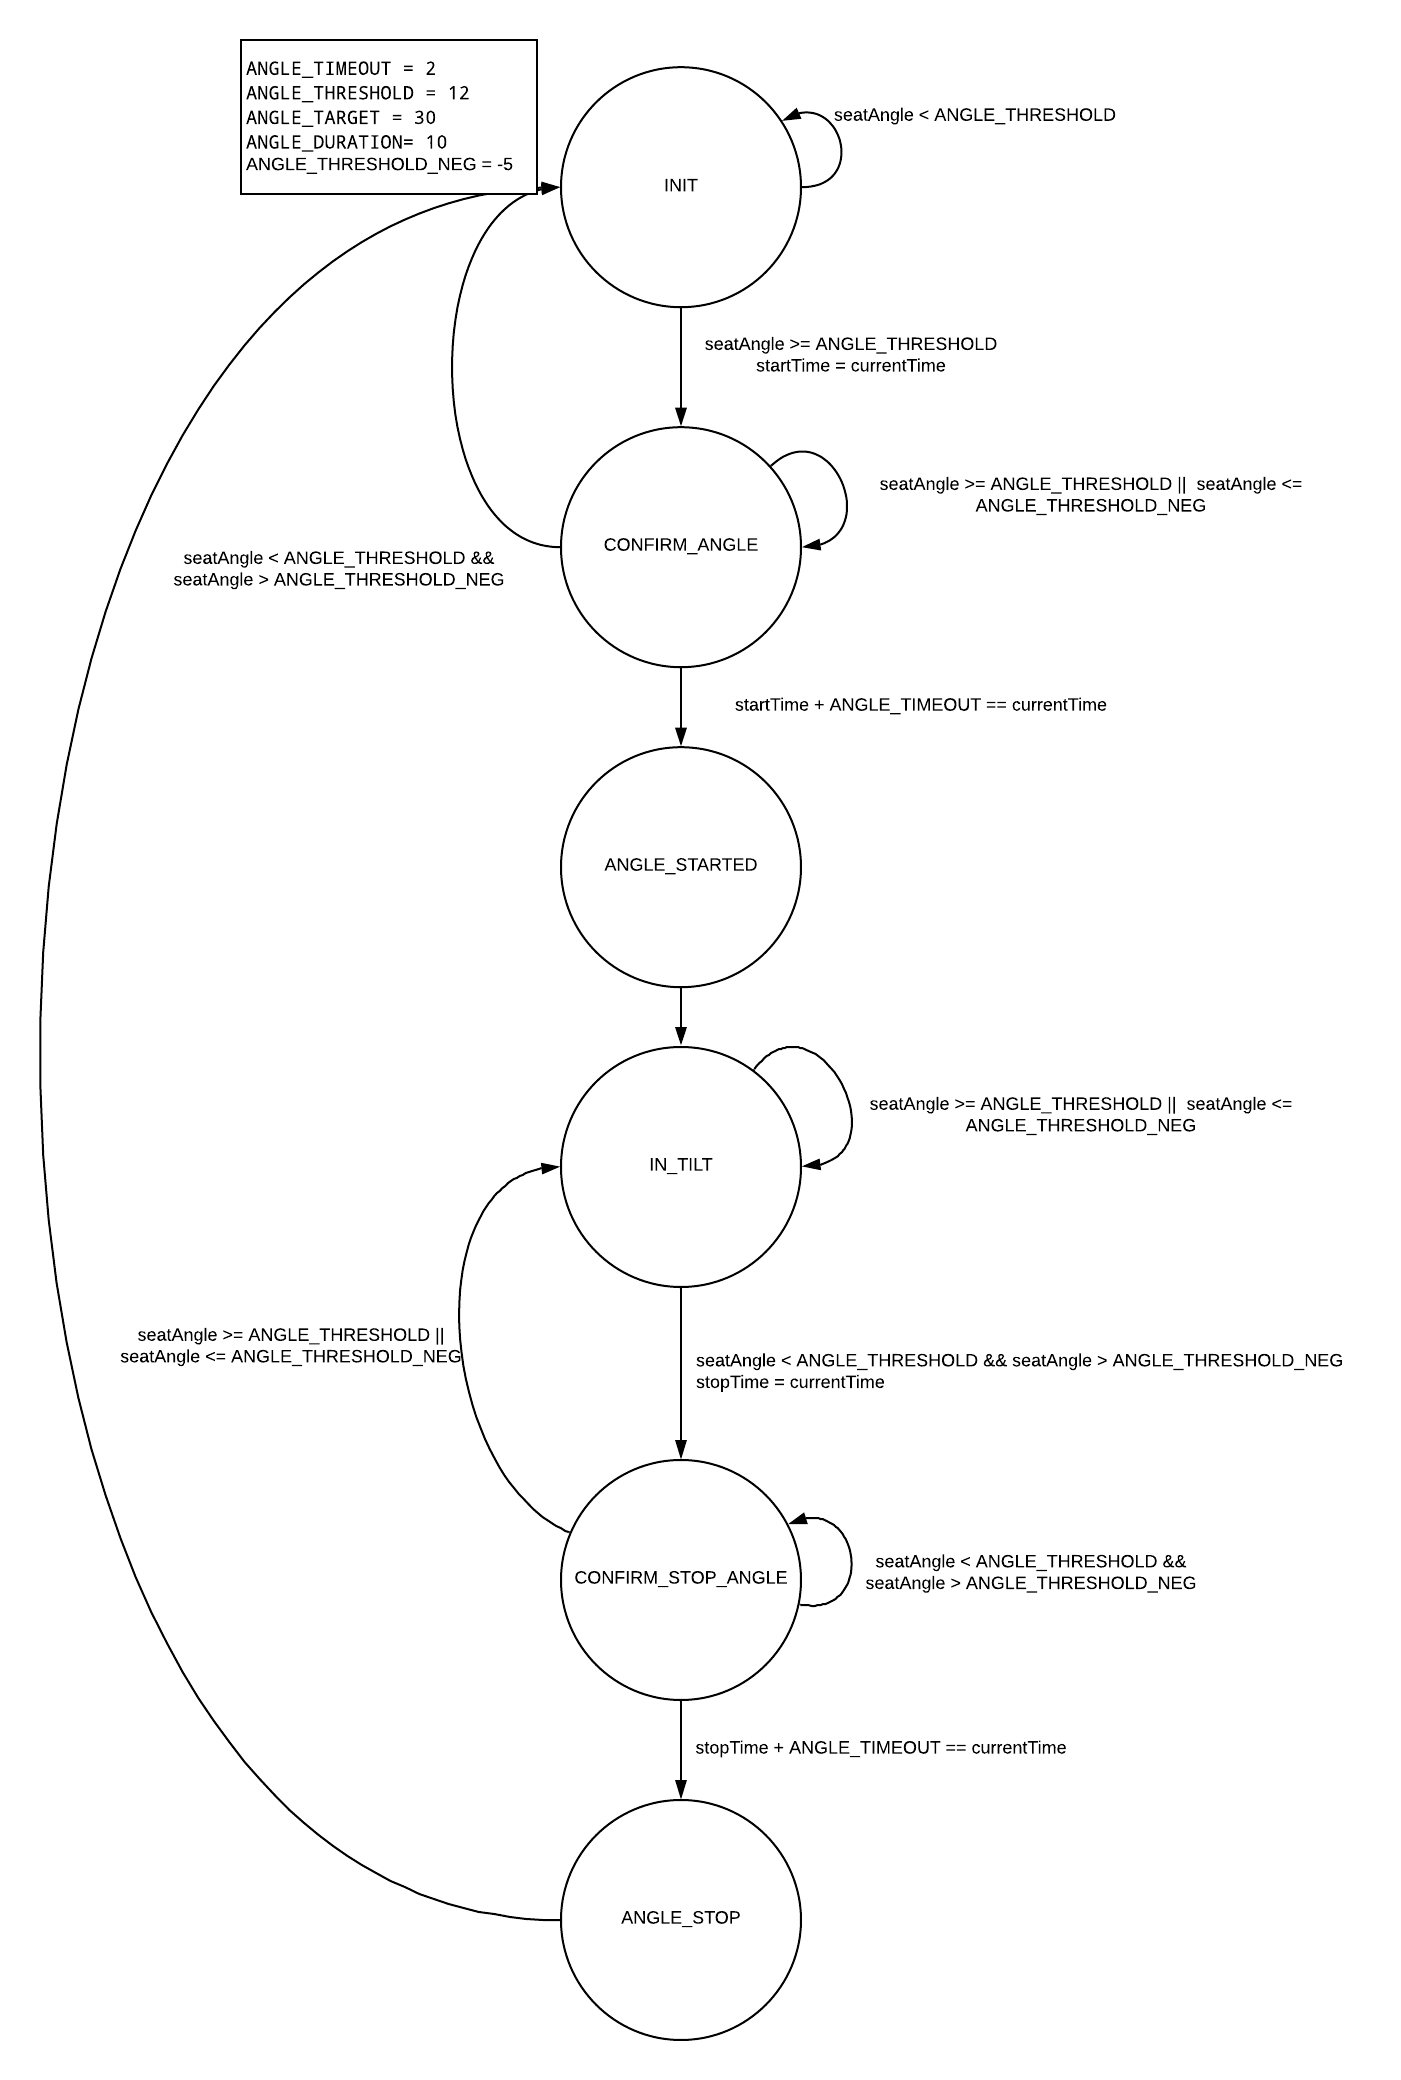 ANGLE_TIMEOUT = 2
ANGLE_THRESHOLD = 12
ANGLE_TARGET = 30
ANGLE_DURATION= 10
ANGLE_THRESHOLD_NEG = -5
seatAngle < ANGLE_THRESHOLD
INIT
seatAngle >= ANGLE_THRESHOLD
startTime = currentTime
seatAngle >= ANGLE_THRESHOLD || seatAngle <=
ANGLE_THRESHOLD_NEG
CONFIRM_ANGLE
seatAngle < ANGLE_THRESHOLD &&
seatAngle > ANGLE_THRESHOLD_NEG
startTime + ANGLE_TIMEOUT == currentTime
ANGLE_STARTED
seatAngle >= ANGLE_THRESHOLD || seatAngle <=
ANGLE_THRESHOLD_NEG
IN_TILT
seatAngle >= ANGLE_THRESHOLD ||
seatAngle <= ANGLE_THRESHOLD_NEG
seatAngle < ANGLE_THRESHOLD && seatAngle > ANGLE_THRESHOLD_NEG
stopTime = currentTime
CONFIRM_STOP_ANGLE
seatAngle < ANGLE_THRESHOLD &&
seatAngle > ANGLE_THRESHOLD_NEG
stopTime + ANGLE_TIMEOUT == currentTime
ANGLE_STOP